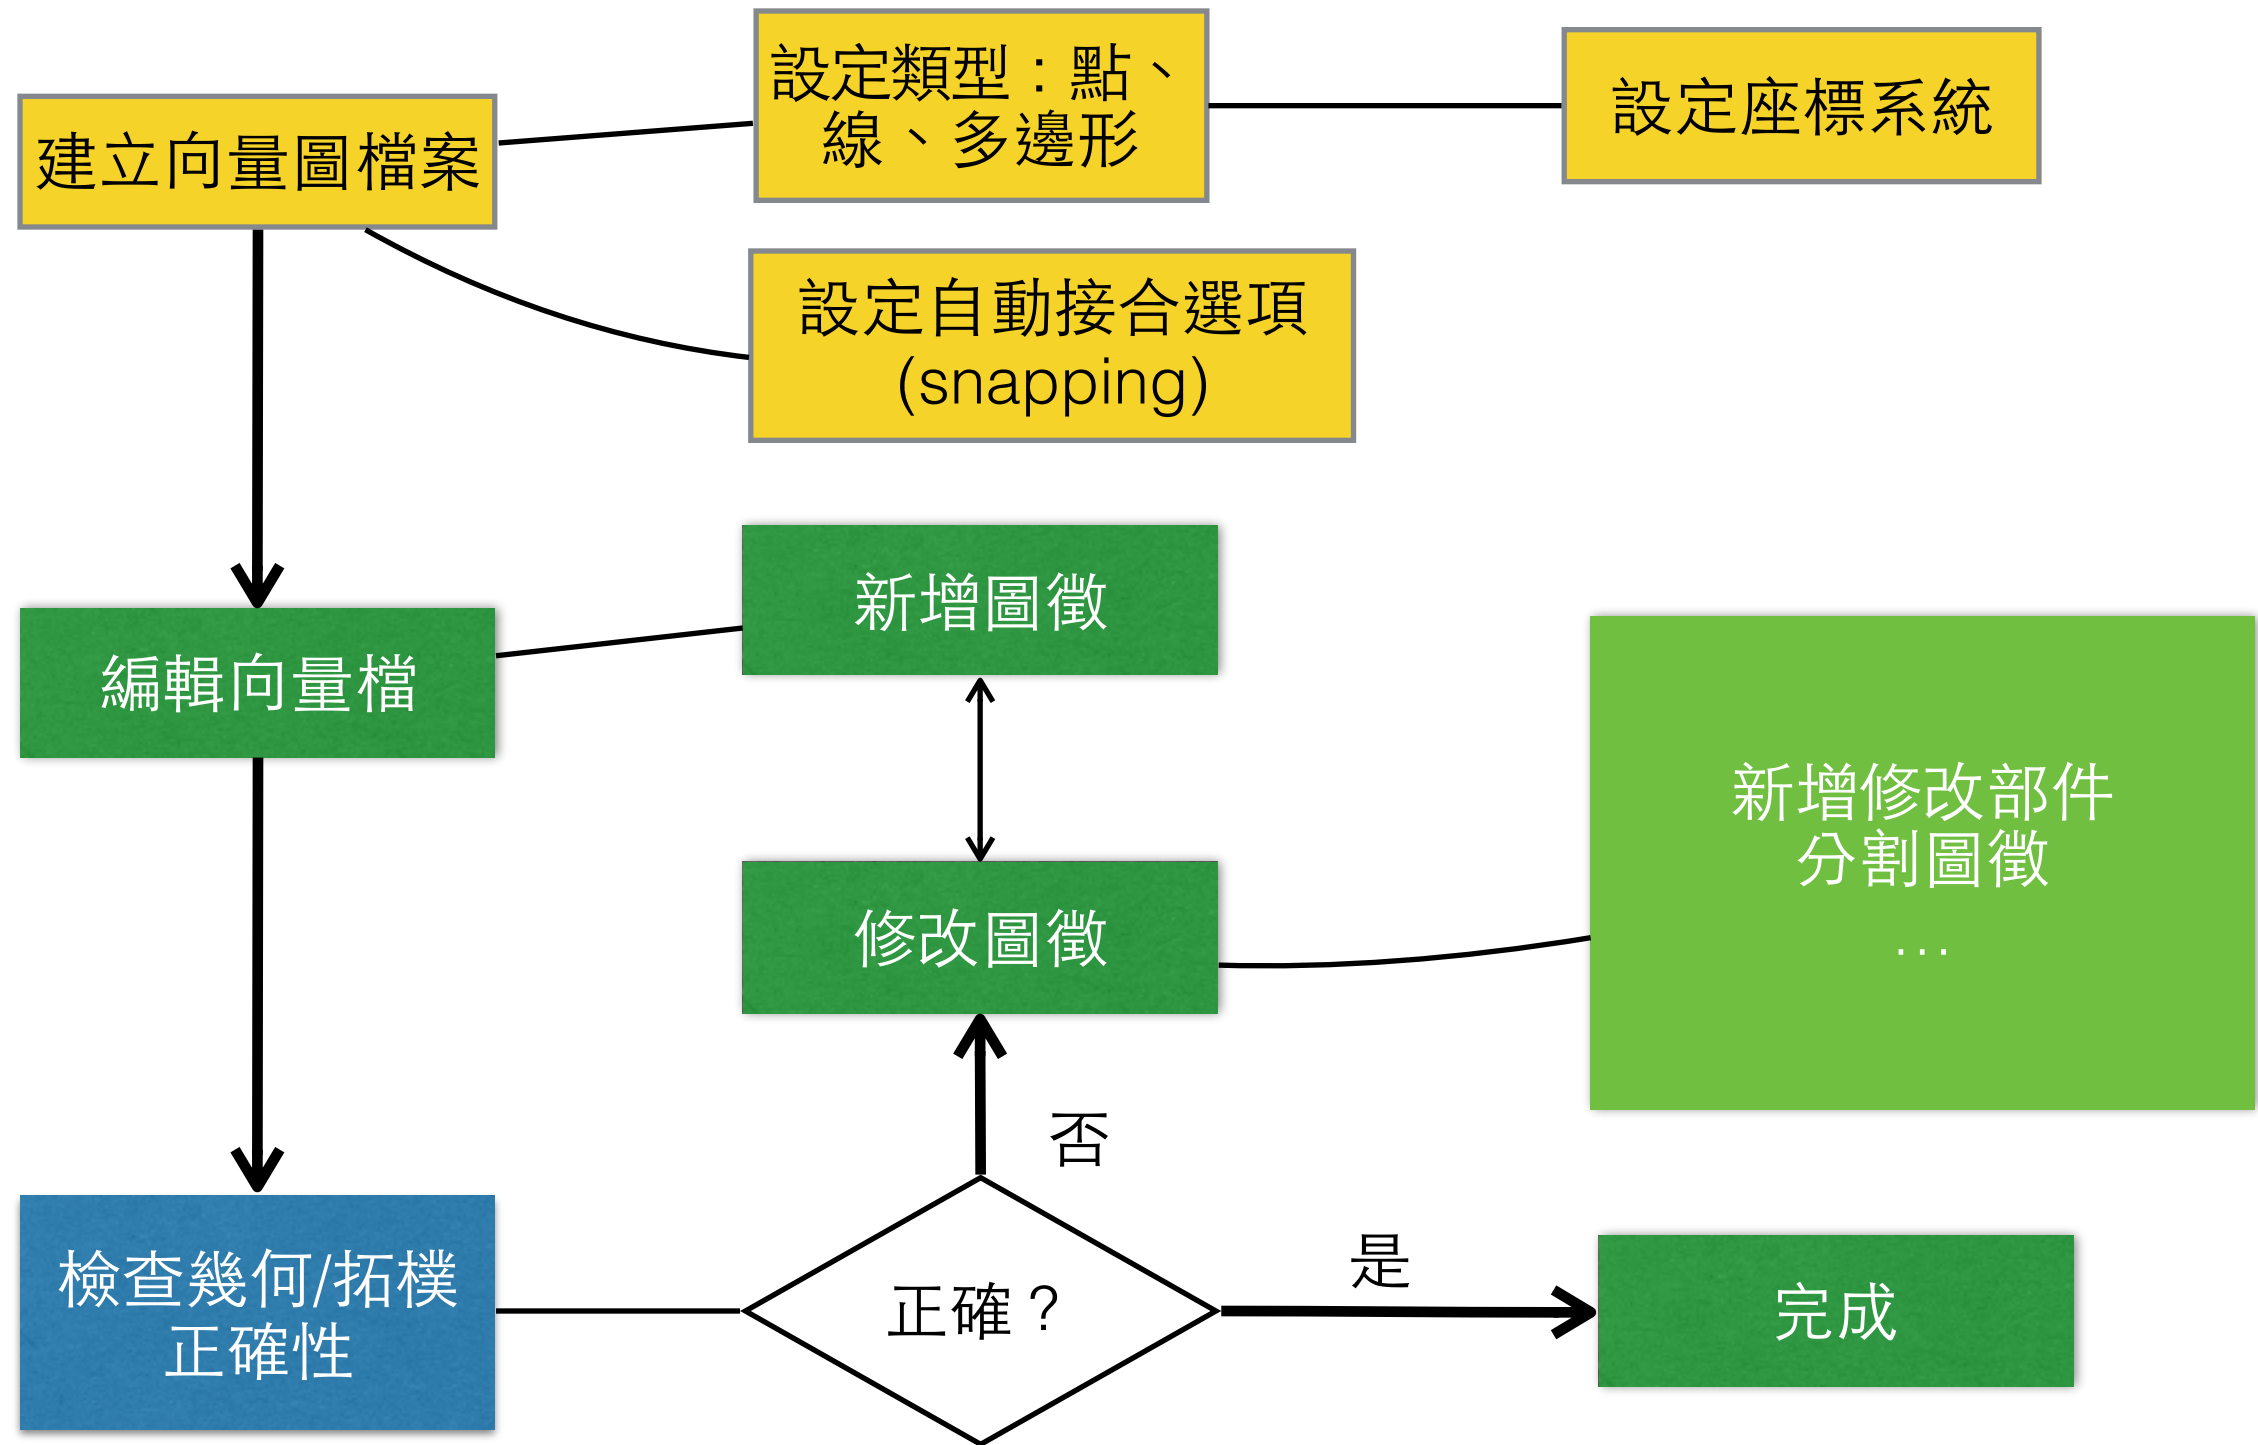 設定類型：點、
線、多邊形
設定座標系統
建立向量圖檔案
設定自動接合選項
(snapping)
新增圖徵
編輯向量檔
新增修改部件
分割圖徵
...
修改圖徵
否
是
檢查幾何/拓樸
正確性
正確？
完成